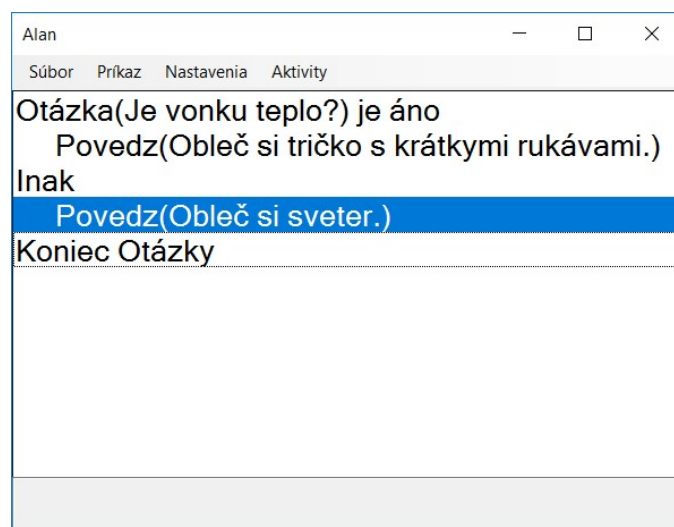 Alan
Súbor Príkaz Nastavenia Aktivity
Otázka(Je vonku teplo?) je áno
Povedz(Obleč si tričko s krátkymi rukávami.)
Inak
Povedz(Obleč si sveter.)
Koniec Otázky